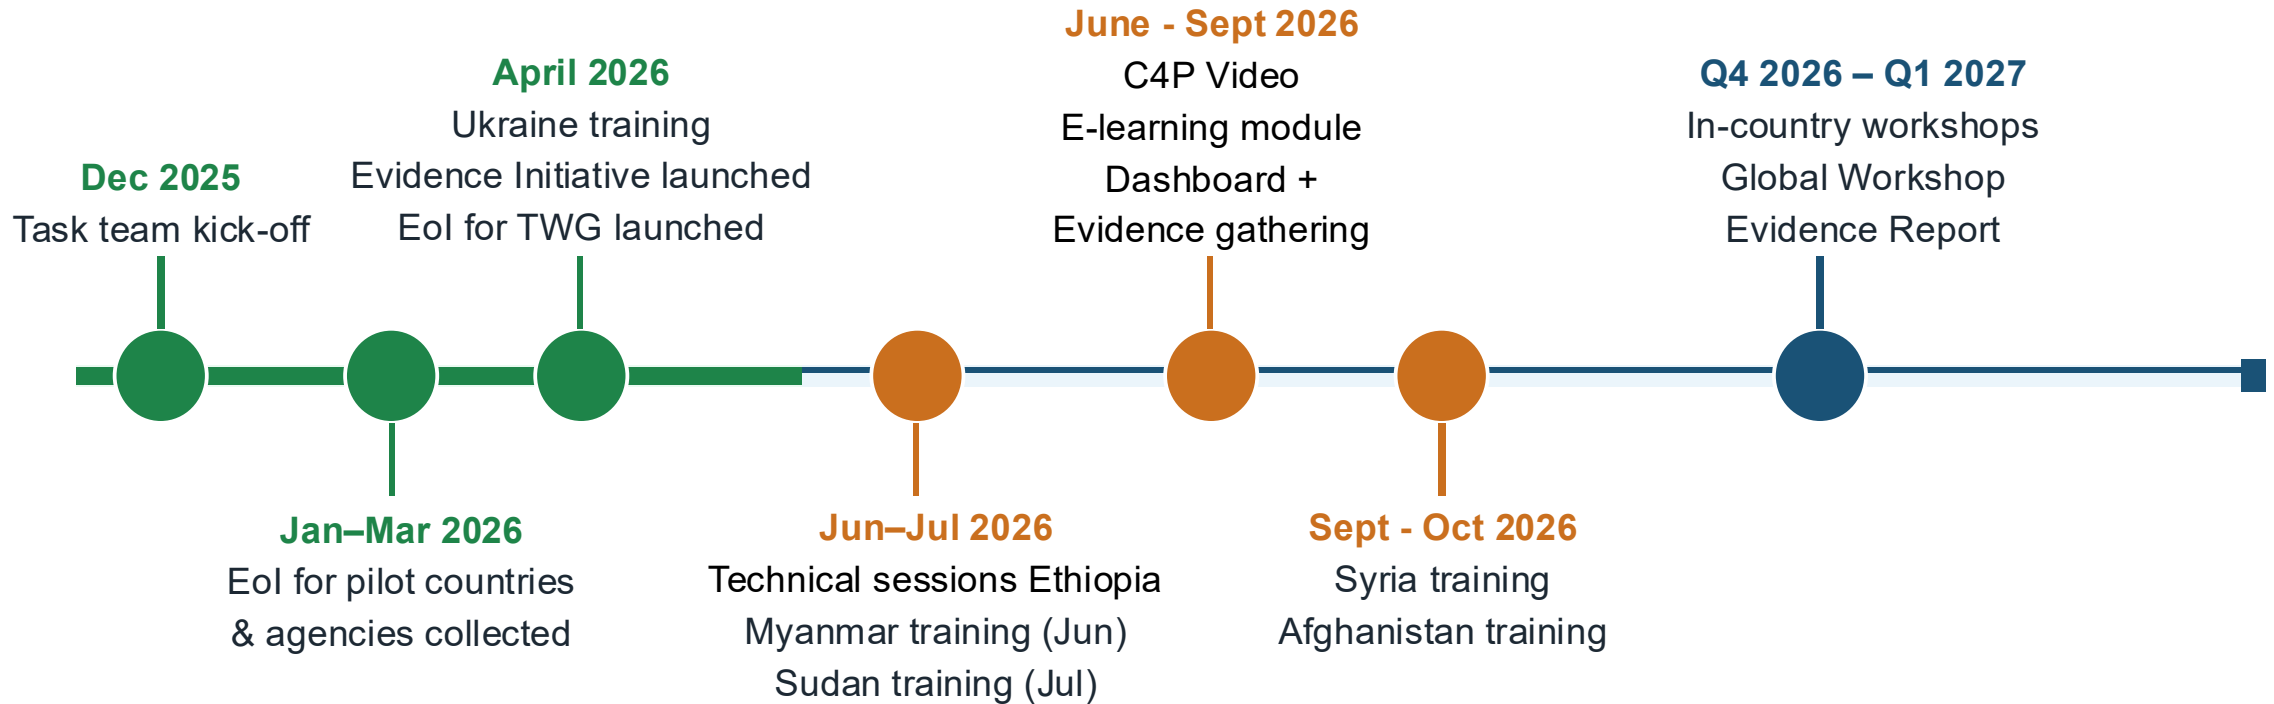 Dec 2025
Task team kick-off
Jan–Mar 2026
EoI for pilot countries
& agencies collected
April 2026
Ukraine training
Evidence Initiative launched
EoI for TWG launched
Jun–Jul 2026
Technical sessions Ethiopia
Myanmar training (Jun)
Sudan training (Jul)
June - Sept 2026
C4P Video
E-learning module
Dashboard +
Evidence gathering
Sept - Oct 2026
Syria training
Afghanistan training
Q4 2026 – Q1 2027
In-country workshops
Global Workshop
Evidence Report